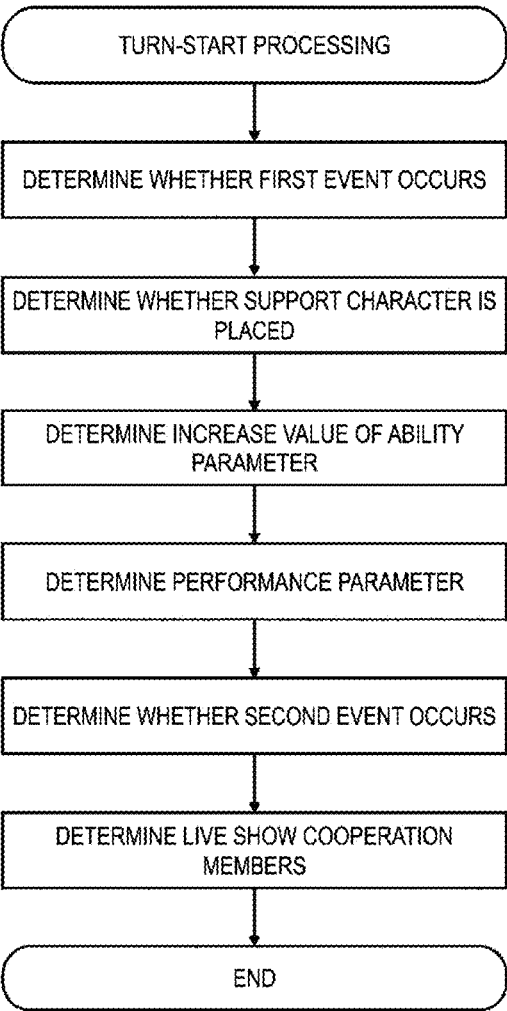 TURN-START PROCESSING
DETERMINE WHETHER FIRST EVENT OCCURS
DETERMINE WHETHER SUPPORT CHARACTER IS
PLACED
DETERMINE INCREASE VALUE OF ABILITY
PARAMETER
DETERMINE PERFORMANCE PARAMETER
DETERMINE WHETHER SECOND EVENT OCCURS
DETERMINE LIVE SHOW COOPERATION
MEMBERS
END